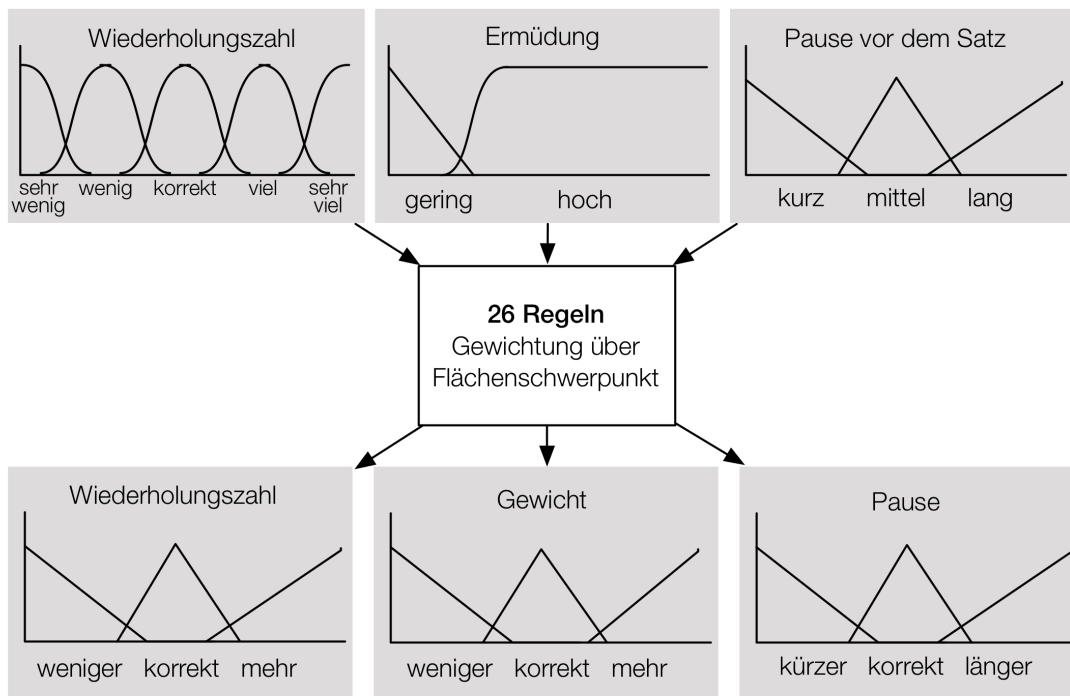 Wiederholungszahl
sehr
wenig
wenig
korrekt
viel
sehr
viel
Ermüdung
gering hoch
Pause vor dem Satz
kurz mittel lang
26 Regeln
Gewichtung über
Flächenschwerpunkt
Wiederholungszahl
weniger korrekt mehr
Gewicht
weniger korrekt mehr
Pause
kürzer korrekt länger